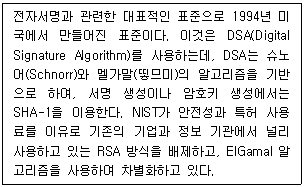 전자서명과 관련한 대표적인 표준으로 1994년 미
국에서 만들어진 표준이다. 이것은 DSA(Digital
Signature Algorithm)를 사용하는데, DSA는 슈노
어(Schnorr)와 멜가말(띵므미)의 알고리즘을 기반
으로 하며, 서명 생성이나 암호키 생성에서는
SHA-1을 이용한다. NIST가 안전성과 특허 사용
료를 이유로 기존의 기업과 정보 기관에서 널리
사용하고 있는 RSA 방식을 배제하고, ElGamal 알
고리즘을 사용하여 차별화하고 있다.